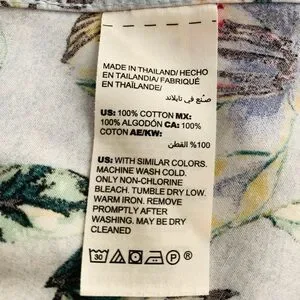 MADE IN THAILAND/ HECHO
EN TAILANDIA/ FABRIQUÉ
EN THAÏLANDE/
صنع في تايلاند
US: 100% COTTON MX:
100% ALGODÓN CA: 100%
COTON AE/KW:
100% القطن
US: WITH SIMILAR COLORS.
MACHINE WASH COLD.
ONLY NON-CHLORINE
BLEACH. TUMBLE DRY LOW.
WARM IRON. REMOVE
PROMPTLY AFTER
WASHING. MAY BE DRY
CLEANED
30 P ®